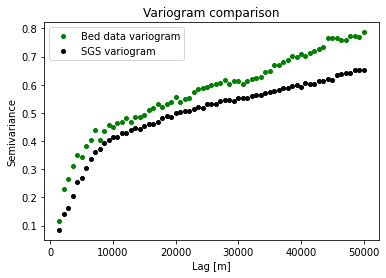 Variogram comparison
Bed data variogram
SGS variogram
Semivariance
0.8
0.7
0.6
0.5
0.4
0.3
0.2
0.1
0 10000 20000 30000 40000 50000
Lag [m]